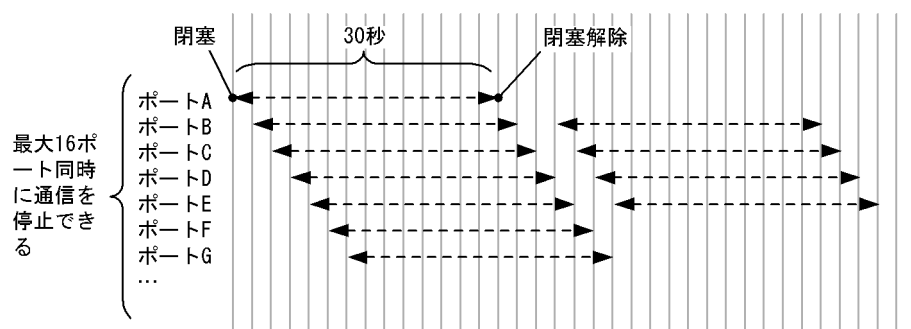 閉塞
30秒
閉塞解除
最大16ポ
ート同時
に通信を
停止でき
る
ポートA
ポートB
ポートC
ポートD
ポートE
ポートF
ポートG
…